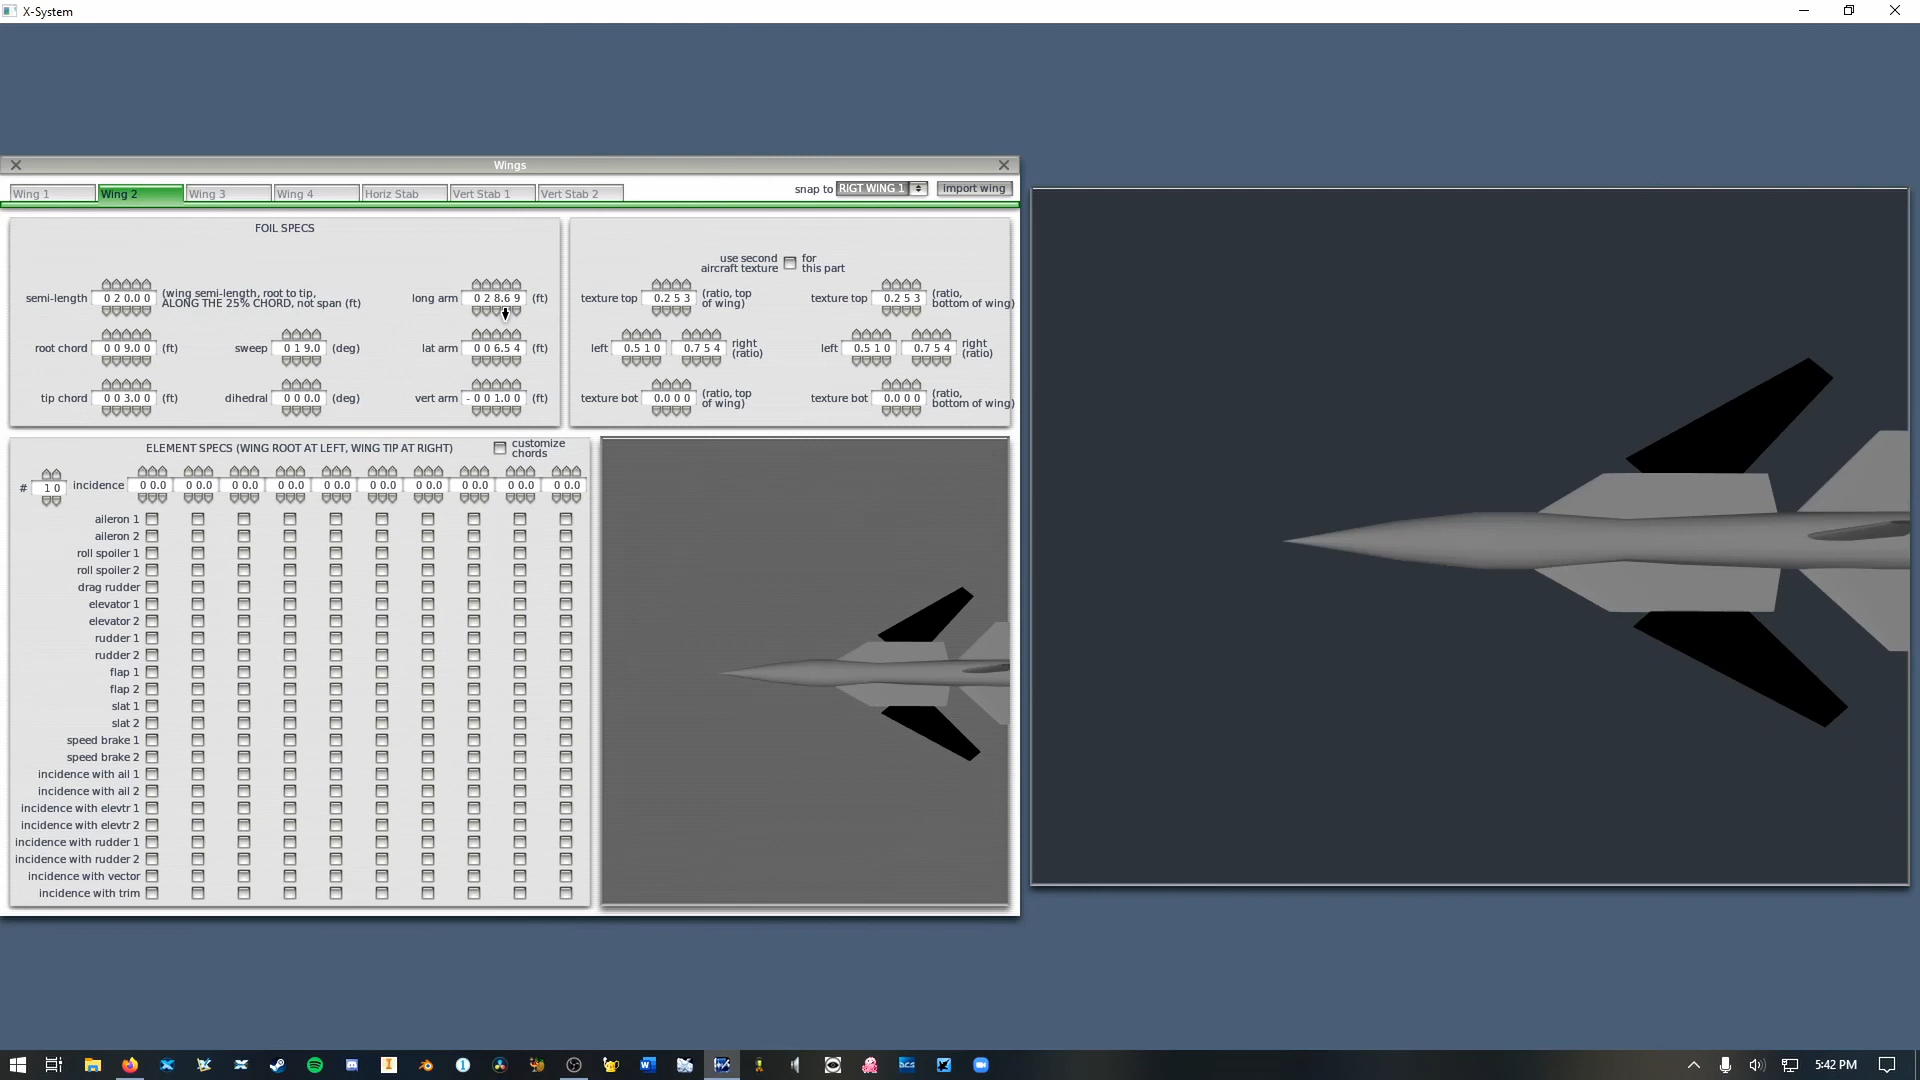 X-System
Wings
Wing 1 Wing 2 Wing 3 Wing 4 Horiz Stab Vert Stab 1 Vert Stab 2 snap to RIGT WING 1 import wing
FOIL SPECS
use second aircraft texture for this part
semi-length 0 2 0.0 0 (wing semi-length, root to tip, ALONG THE 25% CHORD, not span (ft) long arm 0 2 8.6 9 (ft)
texture top 0.2 5 3 (ratio, top of wing) texture top 0.2 5 3 (ratio, bottom of wing)
root chord 0 0 9.0 0 (ft) sweep 0 1 9.0 (deg) lat arm 0 0 6.5 4 (ft)
left 0.5 1 0 0.7 5 4 right (ratio) left 0.5 1 0 0.7 5 4 right (ratio)
tip chord 0 0 3.0 0 (ft) dihedral 0 0 0.0 (deg) vert arm - 0 0 1.0 0 (ft)
texture bot 0.0 0 0 (ratio, top of wing) texture bot 0.0 0 0 (ratio, bottom of wing)
ELEMENT SPECS (WING ROOT AT LEFT, WING TIP AT RIGHT) customize chords
# 1 0 incidence 0 0.0 0 0.0 0 0.0 0 0.0 0 0.0 0 0.0 0 0.0 0 0.0 0 0.0 0 0.0
aileron 1
aileron 2
roll spoiler 1
roll spoiler 2
drag rudder
elevator 1
elevator 2
rudder 1
rudder 2
flap 1
flap 2
slat 1
slat 2
speed brake 1
speed brake 2
incidence with ail 1
incidence with ail 2
incidence with elevtr 1
incidence with elevtr 2
incidence with rudder 1
incidence with rudder 2
incidence with vector
incidence with trim
5:42 PM